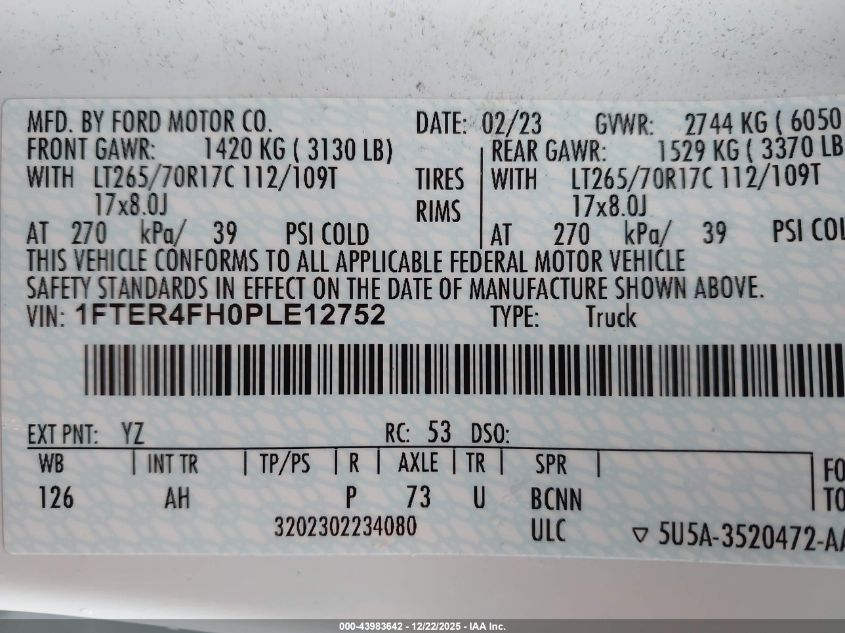 MFD. BY FORD MOTOR CO. DATE: 02/23 GVWR: 2744 KG ( 6050
FRONT GAWR: 1420 KG ( 3130 LB) REAR GAWR: 1529 KG ( 3370 LB
WITH LT265/70R17C 112/109T TIRES WITH LT265/70R17C 112/109T
17x8.0J RIMS 17x8.0J
AT 270 kPa/ 39 PSI COLD AT 270 kPa/ 39 PSI COL
THIS VEHICLE CONFORMS TO ALL APPLICABLE FEDERAL MOTOR VEHICLE
SAFETY STANDARDS IN EFFECT ON THE DATE OF MANUFACTURE SHOWN ABOVE.
VIN: 1FTER4FH0PLE12752 TYPE: Truck
EXT PNT: YZ RC: 53 DSO:
WB INT TR TP/PS R AXLE TR SPR FO
126 AH P 73 U BCNN TO
3202302234080 ULC ▽ 5U5A-3520472-AA
000-43983642 - 12/22/2025 - IAA Inc.